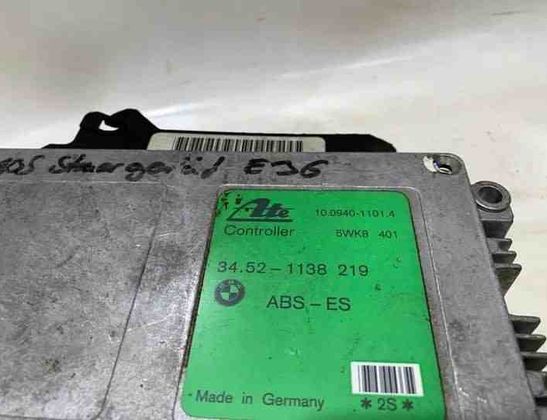 ABS Steuergerät E36
Ate 10.0940-1101.4
Controller 5WK8 401
34.52-1138 219
ABS-ES
Made in Germany *2S*